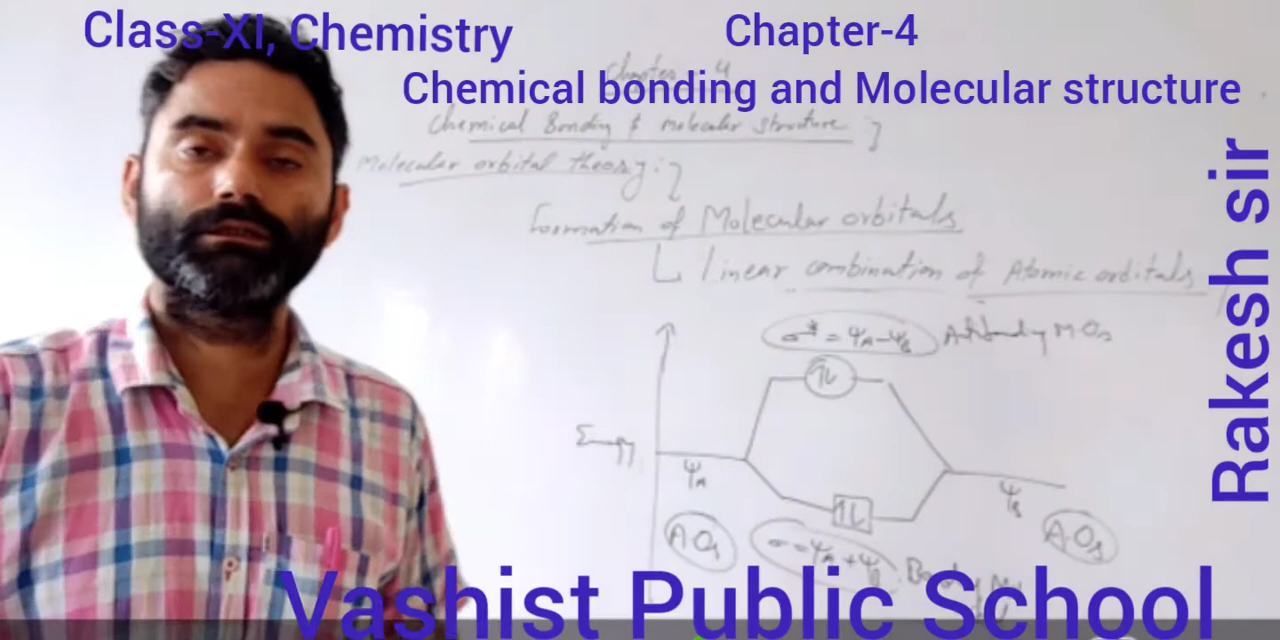 Class-XI, Chemistry
Chapter-4
Chemical bonding and Molecular structure
Rakesh sir
Chapter - 4
Chemical Bonding & Molecular structure :]
Molecular orbital theory :]
Formation of Molecular orbitals
Linear combination of Atomic orbitals
σ* = ψA - ψB
MOs
Energy
ψA
ψB
AOs
AOs
σ = ψA + ψB
Vashist Public School